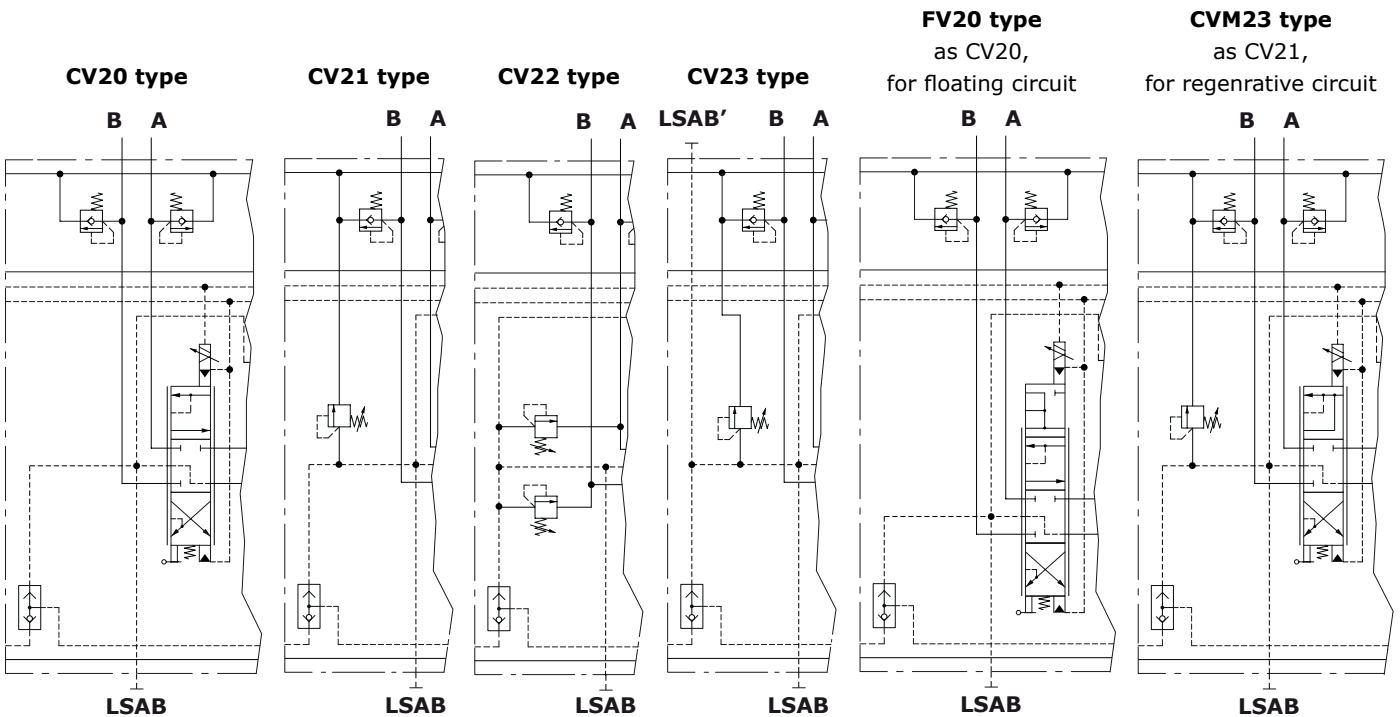 CV20 type
B A
LSAB
CV21 type
B A
LSAB
CV22 type
B A
LSAB
CV23 type
LSAB’ B A
LSAB
FV20 type
as CV20,
for floating circuit
B A
LSAB
CVM23 type
as CV21,
for regenrative circuit
B A
LSAB